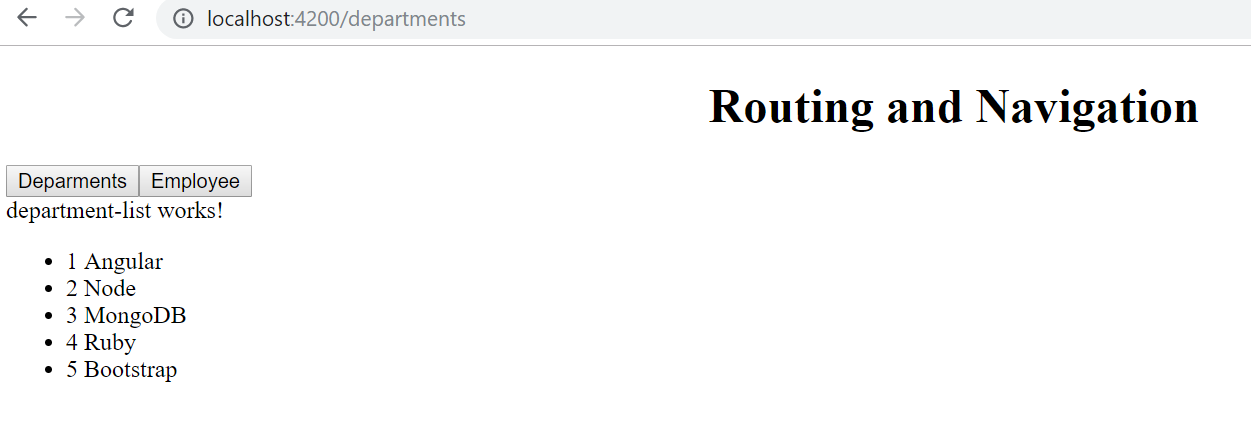 localhost:4200/departments
Routing and Navigation
Deparments Employee
department-list works!
1 Angular
2 Node
3 MongoDB
4 Ruby
5 Bootstrap